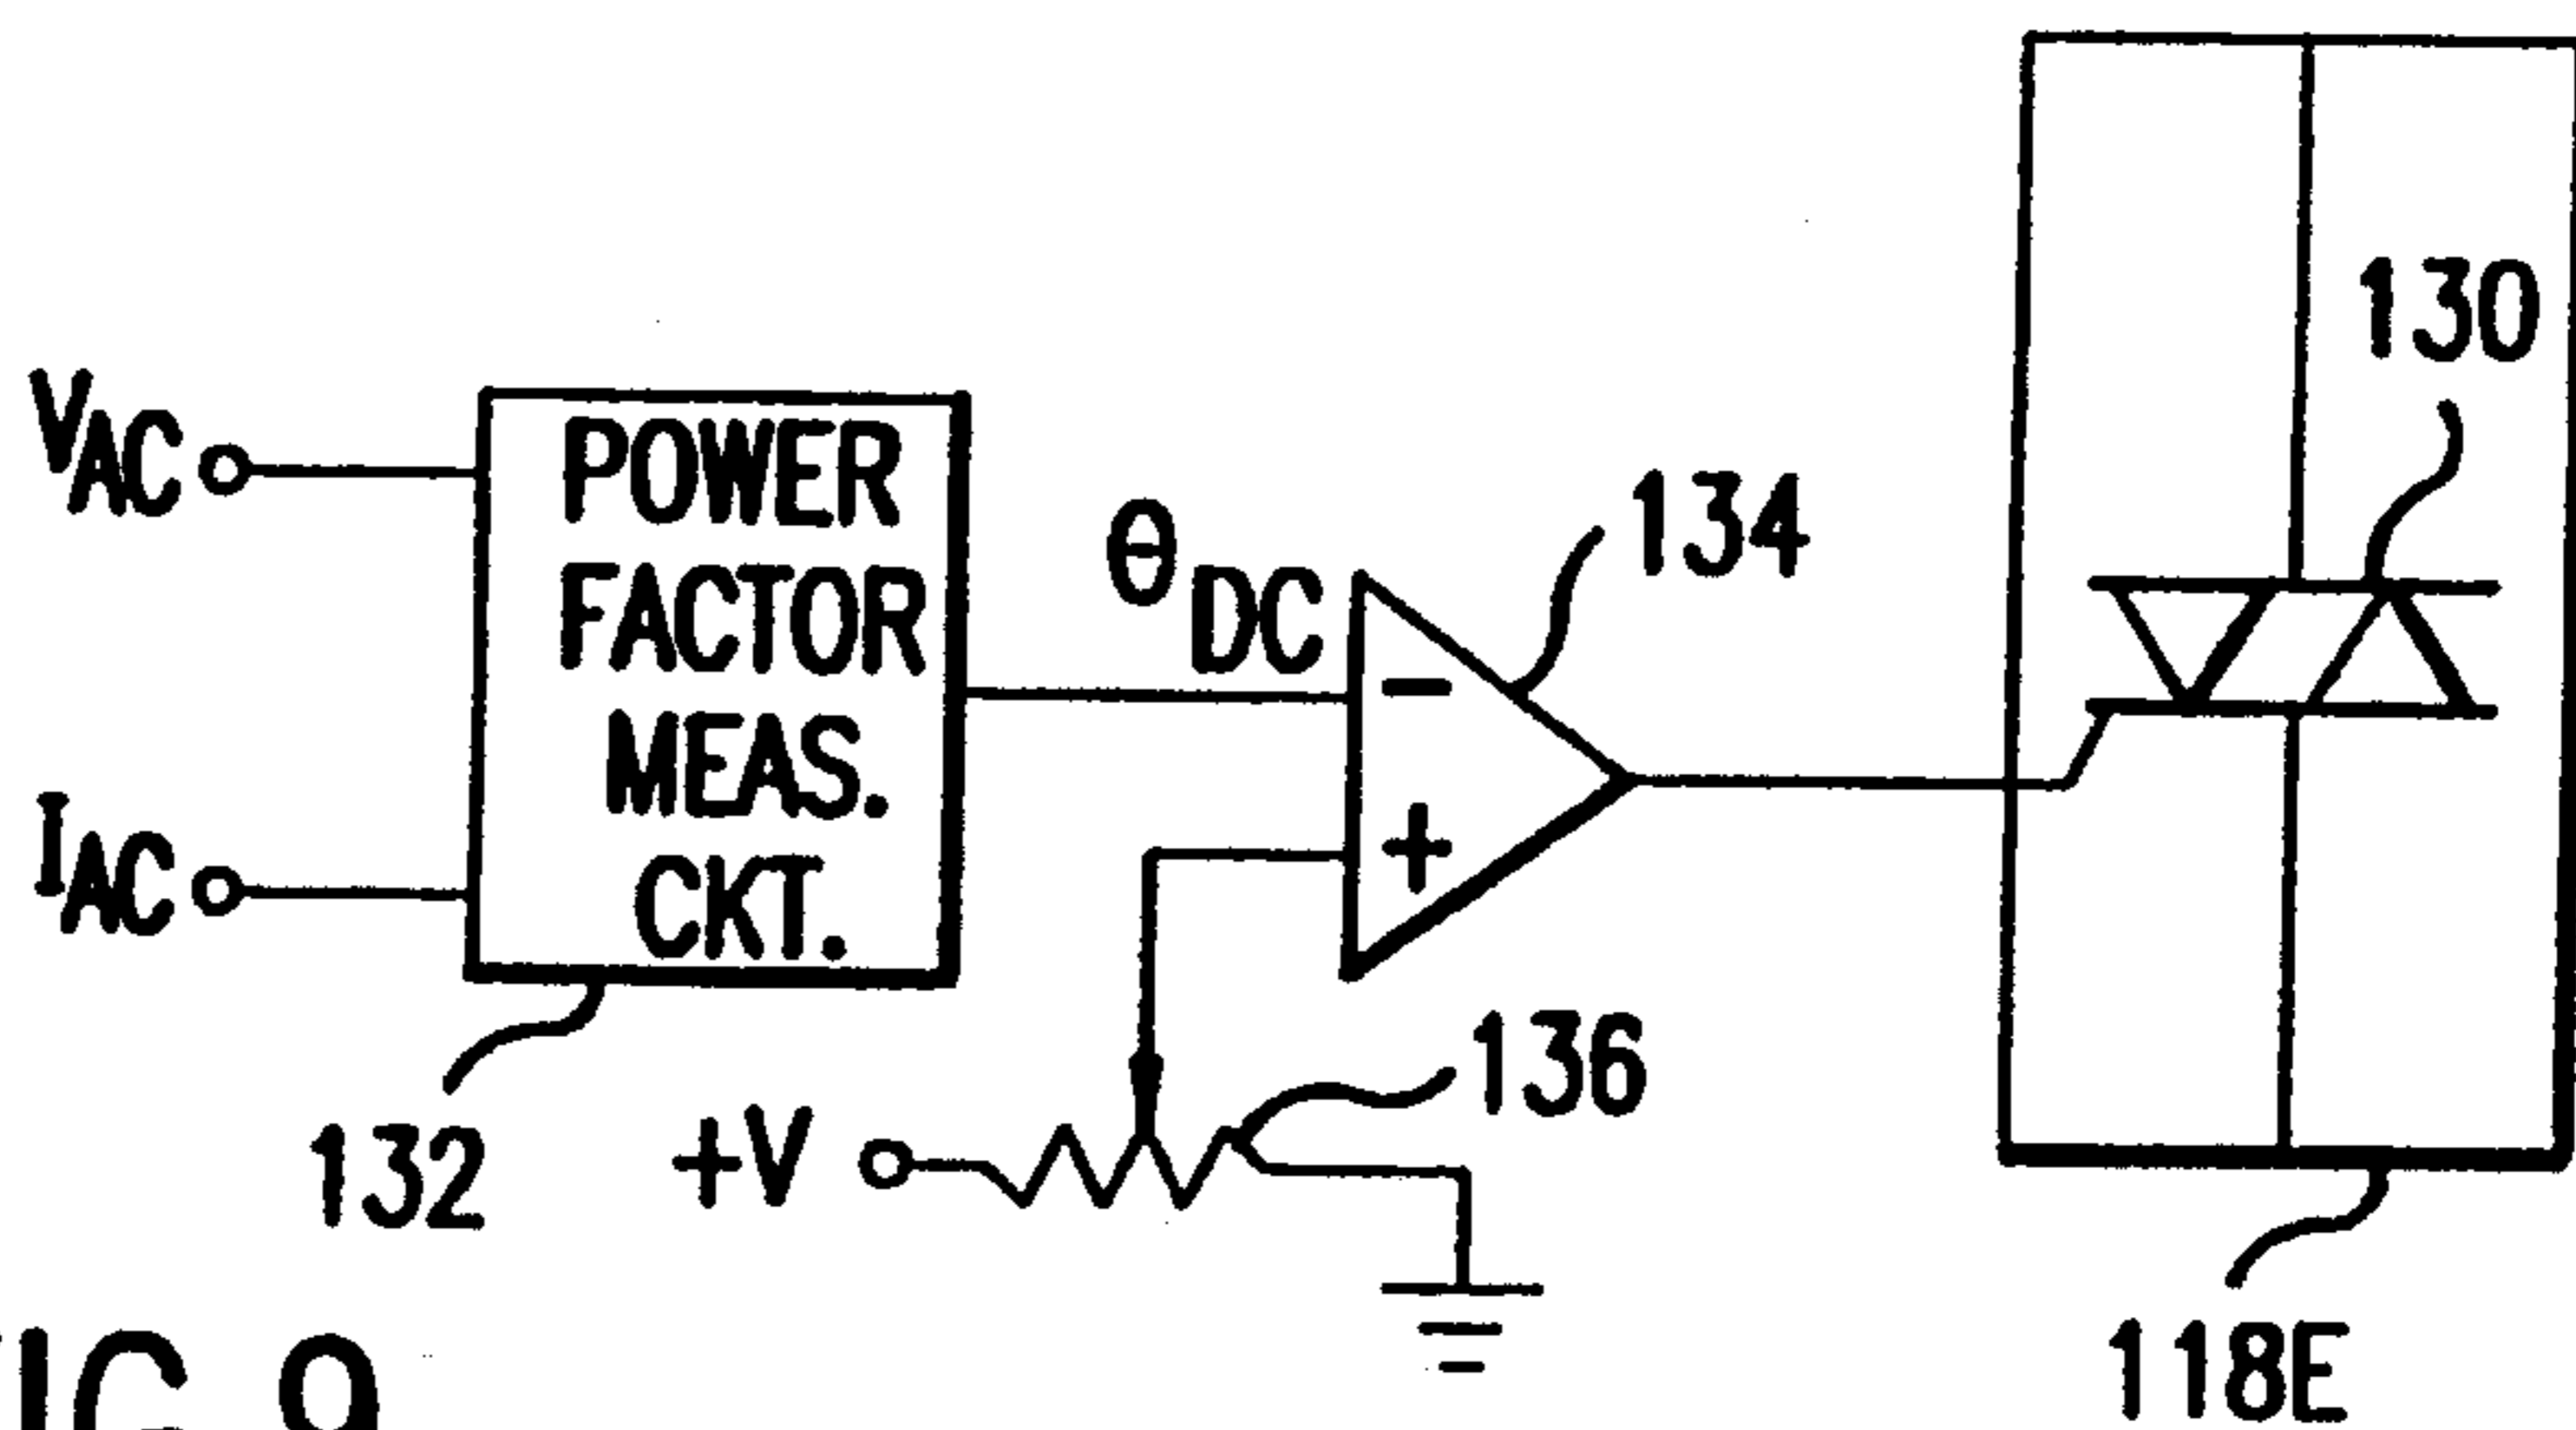 130
VAC
POWER
FACTOR
MEAS.
CKT.
θDC
134
−
+
IAC
136
132
+V
118E